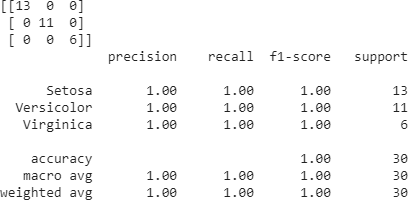 [[13  0  0]
 [ 0 11  0]
 [ 0  0  6]]
              precision    recall  f1-score   support

      Setosa       1.00      1.00      1.00        13
  Versicolor       1.00      1.00      1.00        11
   Virginica       1.00      1.00      1.00         6

    accuracy                           1.00        30
   macro avg       1.00      1.00      1.00        30
weighted avg       1.00      1.00      1.00        30